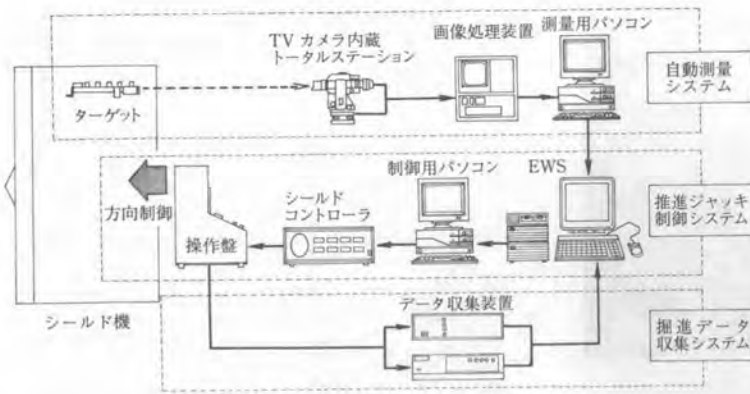 TVカメラ内蔵
トータルステーション
画像処理装置
測量用パソコン
ターゲット
自動測量
システム
制御用パソコン
EWS
シールド
コントローラ
方向制御
操作盤
推進ジャッキ
制御システム
データ収集装置
シールド機
掘進データ
収集システム